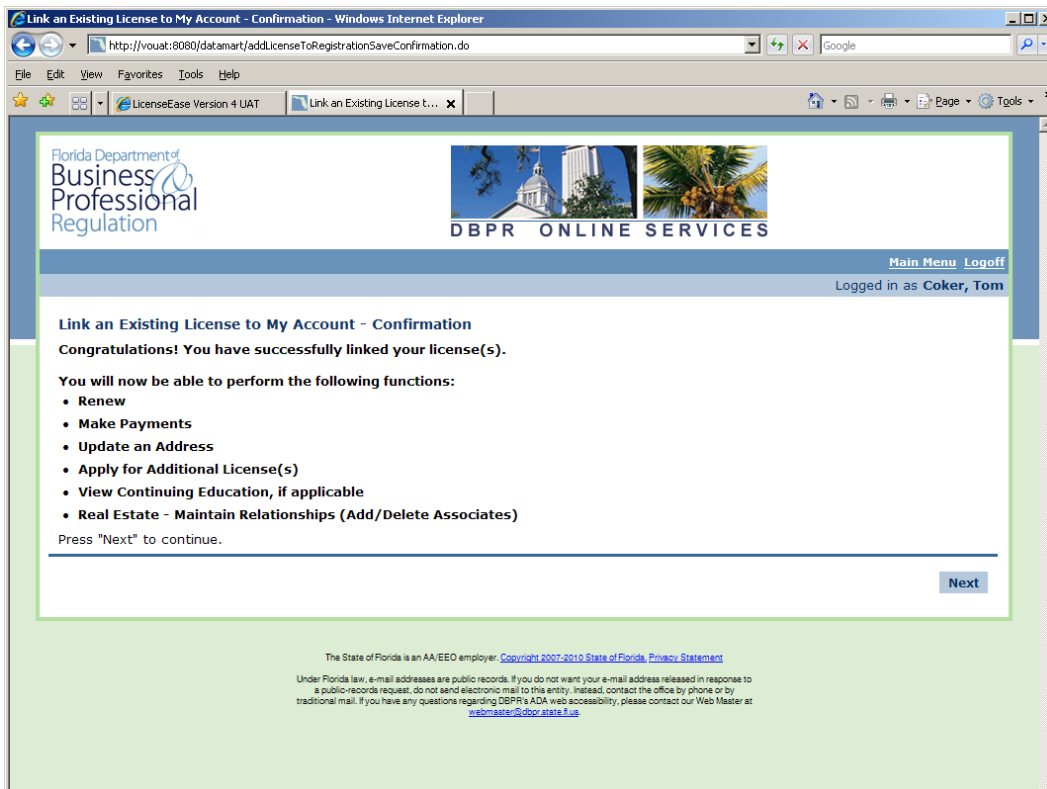 Link an Existing License to My Account - Confirmation - Windows Internet Explorer
http://vouat:8080/datamart/addLicenseToRegistrationSaveConfirmation.do
Google
File Edit View Favorites Tools Help
LicenseEase Version 4 UAT
Link an Existing License t...
Page
Tools
Florida Department of
Business &
Professional
Regulation
DBPR ONLINE SERVICES
Main Menu Logoff
Logged in as Coker, Tom
Link an Existing License to My Account - Confirmation
Congratulations! You have successfully linked your license(s).
You will now be able to perform the following functions:
• Renew
• Make Payments
• Update an Address
• Apply for Additional License(s)
• View Continuing Education, if applicable
• Real Estate - Maintain Relationships (Add/Delete Associates)
Press "Next" to continue.
Next
The State of Florida is an AA/EEO employer. Copyright 2007-2010 State of Florida. Privacy Statement
Under Florida law, e-mail addresses are public records. If you do not want your e-mail address released in response to
a public-records request, do not send electronic mail to this entity. Instead, contact the office by phone or by
traditional mail. If you have any questions regarding DBPR's ADA web accessibility, please contact our Web Master at
webmaster@dbpr.state.fl.us.